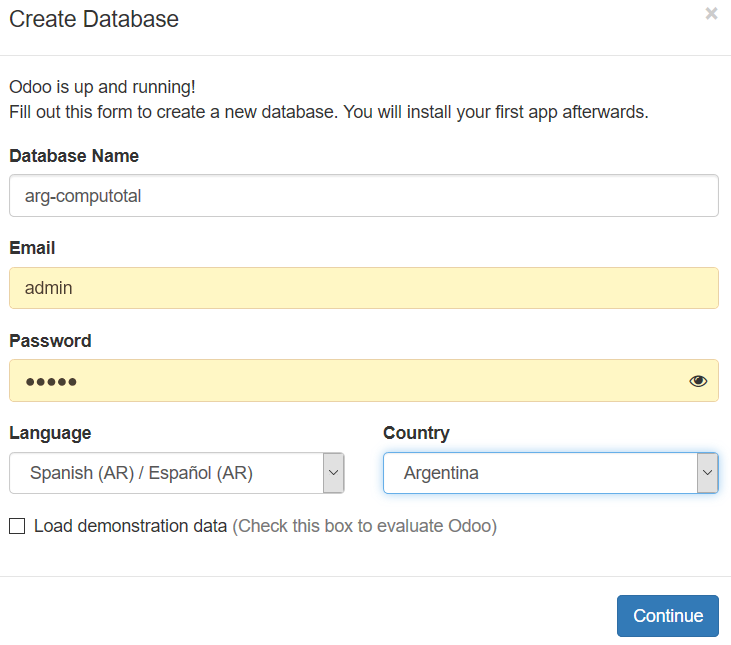 Create Database
×
Odoo is up and running!
Fill out this form to create a new database. You will install your first app afterwards.
Database Name
arg-computotal
Email
admin
Password
●●●●●
Language
Country
Spanish (AR) / Español (AR)
Argentina
Load demonstration data (Check this box to evaluate Odoo)
Continue